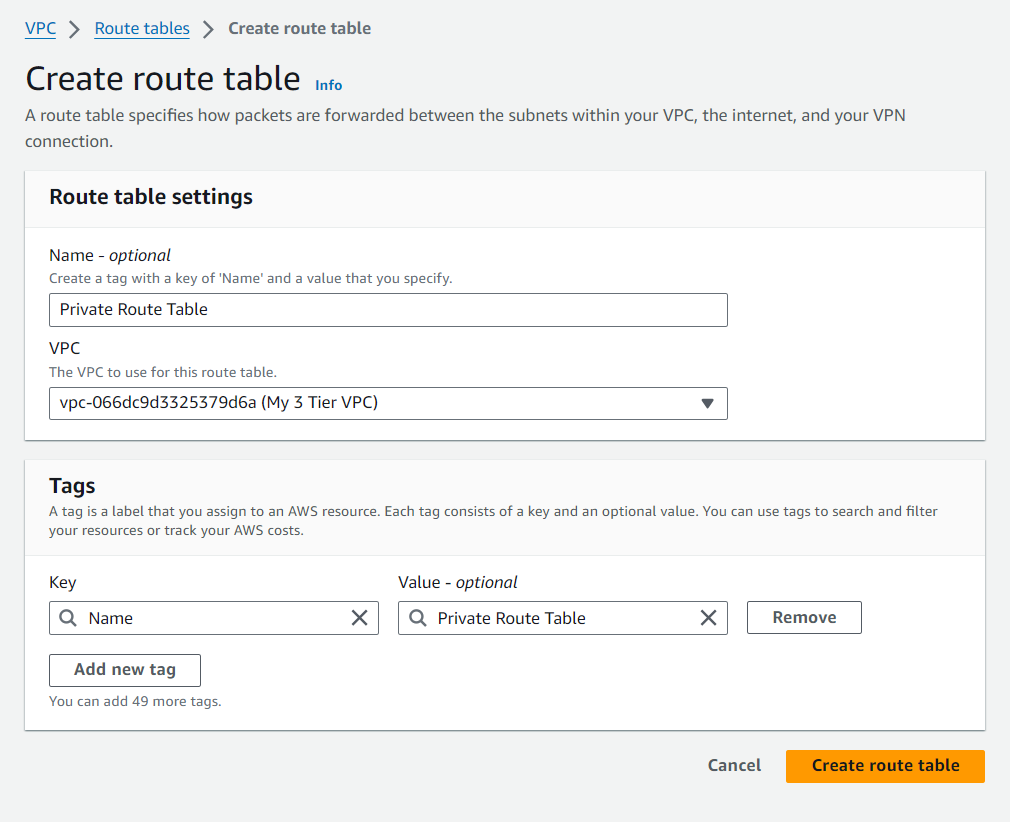 VPC > Route tables > Create route table
Create route table Info
A route table specifies how packets are forwarded between the subnets within your VPC, the internet, and your VPN
connection.
Route table settings
Name - optional
Create a tag with a key of 'Name' and a value that you specify.
Private Route Table
VPC
The VPC to use for this route table.
vpc-066dc9d3325379d6a (My 3 Tier VPC)
Tags
A tag is a label that you assign to an AWS resource. Each tag consists of a key and an optional value. You can use tags to search and filter
your resources or track your AWS costs.
Key Value - optional
Name Private Route Table Remove
Add new tag
You can add 49 more tags.
Cancel Create route table